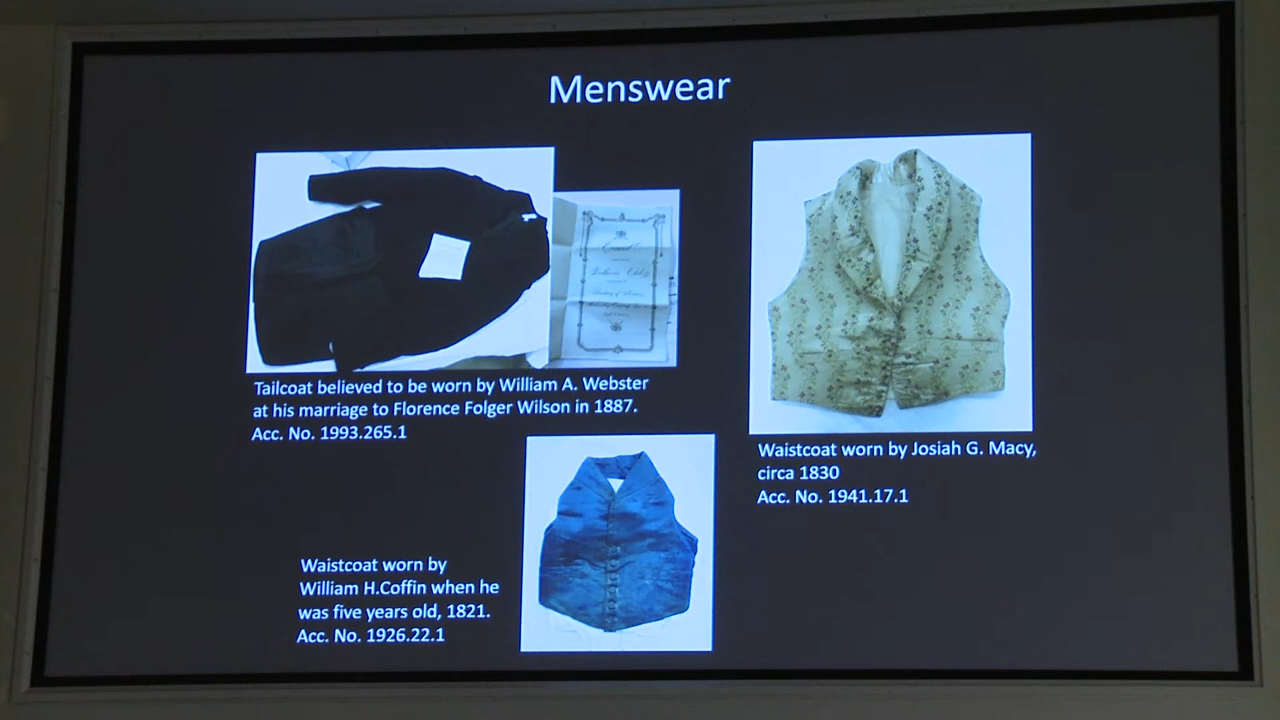 Menswear
Tailcoat believed to be worn by William A. Webster
at his marriage to Florence Folger Wilson in 1887.
Acc. No. 1993.265.1
Waistcoat worn by Josiah G. Macy,
circa 1830
Acc. No. 1941.17.1
Waistcoat worn by
William H.Coffin when he
was five years old, 1821.
Acc. No. 1926.22.1